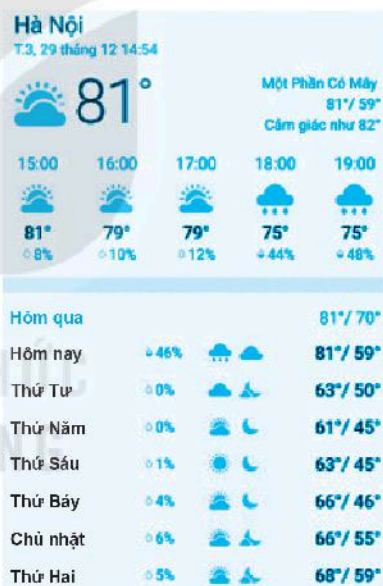 Hà Nội
T.3, 29 tháng 12 14:54
81°
Một Phần Có Mây
81°/ 59°
Cảm giác như 82°
15:00 16:00 17:00 18:00 19:00
81° 79° 79° 75° 75°
8% 10% 12% 44% 48%
Hôm qua 81°/ 70°
Hôm nay 46% 81°/ 59°
Thứ Tư 0% 63°/ 50°
Thứ Năm 0% 61°/ 45°
Thứ Sáu 1% 63°/ 45°
Thứ Bảy 4% 66°/ 46°
Chủ nhật 6% 66°/ 55°
Thứ Hai 5% 68°/ 59°